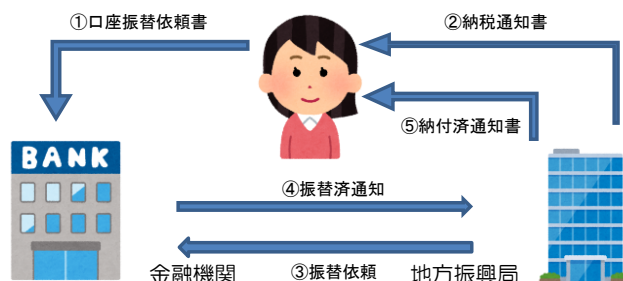 ①口座振替依頼書
②納税通知書
⑤納付済通知書
BANK
④振替済通知
金融機関
③振替依頼
地方振興局